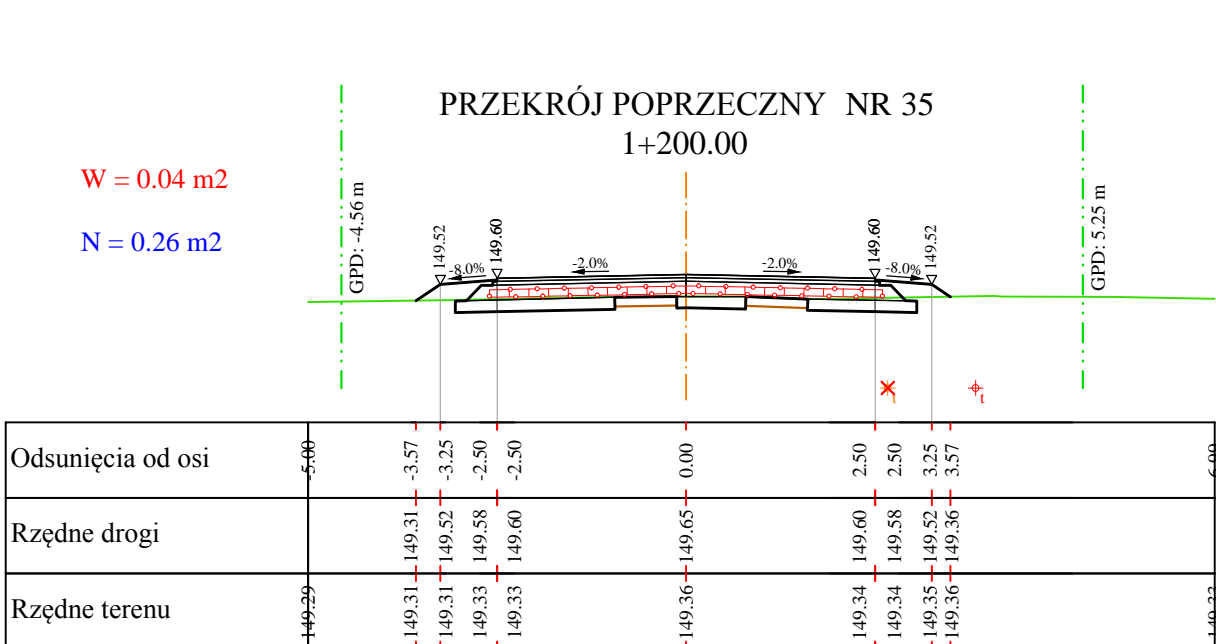 PRZEKRÓJ POPRZECZNY NR 35
1+200.00
W = 0.04 m2
N = 0.26 m2
GPD: -4.56 m
GPD: 5.25 m
149.52
149.60
149.60
149.52
-8.0%
-2.0%
-2.0%
-8.0%
t
t
Odsunięcia od osi -5.00 -3.57 -3.25 -2.50 -2.50 0.00 2.50 2.50 3.25 3.57 6.99
Rzędne drogi 149.31 149.52 149.58 149.60 149.65 149.60 149.58 149.52 149.36
Rzędne terenu 149.29 149.31 149.31 149.33 149.33 149.36 149.34 149.34 149.35 149.36 149.33